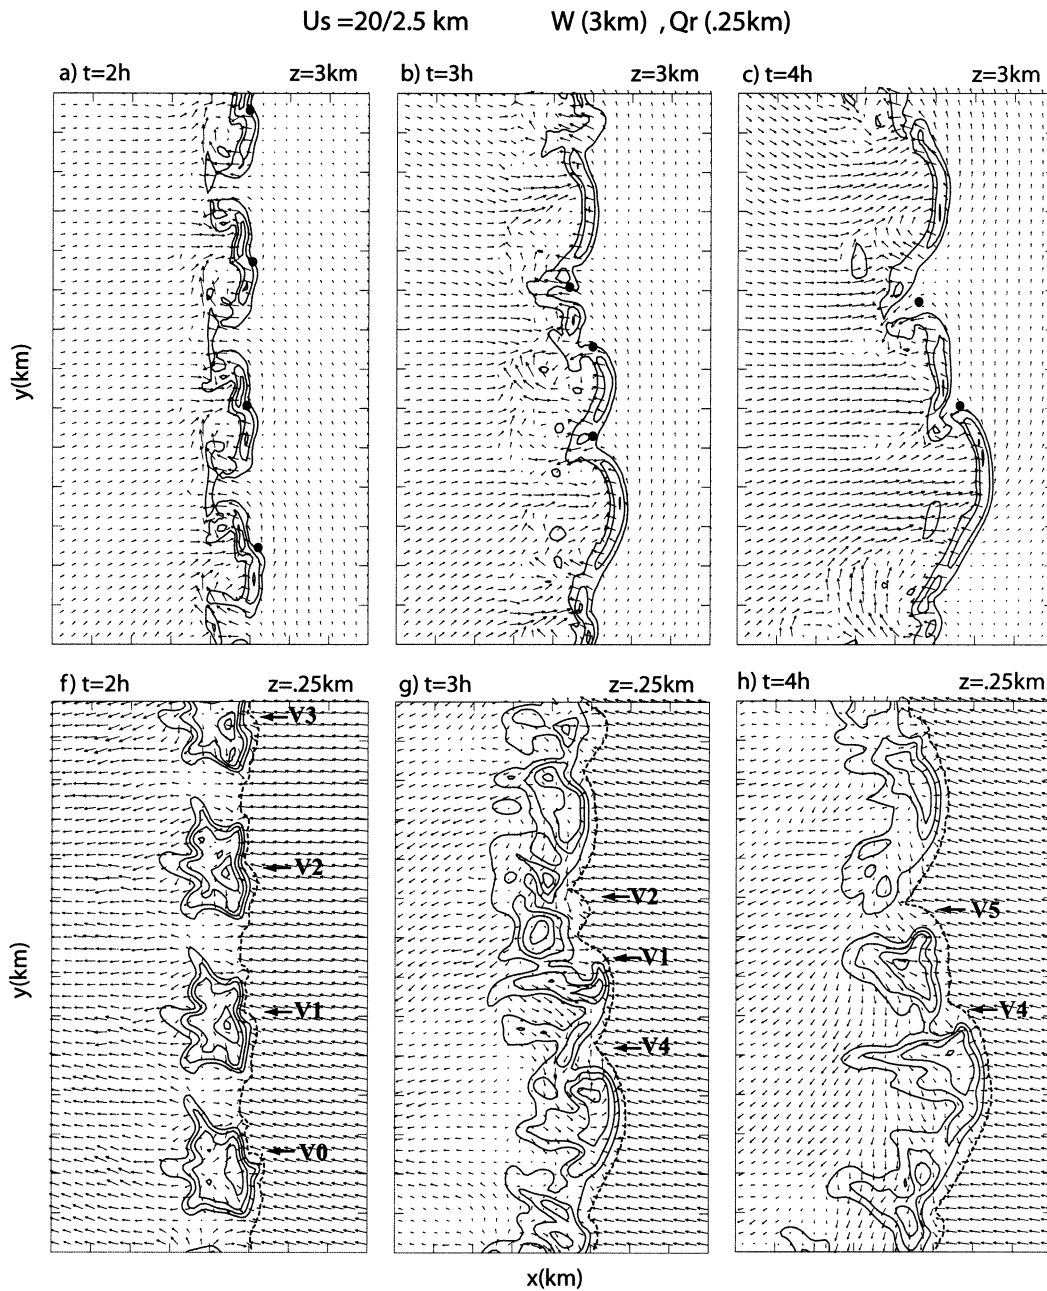 Us =20/2.5 km W (3km) , Qr (.25km)
a) t=2h z=3km
b) t=3h z=3km
c) t=4h z=3km
y(km)
f) t=2h z=.25km
g) t=3h z=.25km
h) t=4h z=.25km
V3
V2
V1
V0
V2
V1
V4
V5
V4
y(km)
x(km)